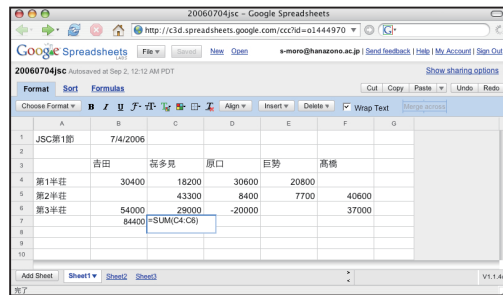 20060704jsc - Google Spreadsheets
http://c3d.spreadsheets.google.com/ccc?id=o1444970
G
Google Spreadsheets LABS File Saved New Open s-moro@hanazono.ac.jp | Send feedback | Help | My Account | Sign Out
20060704jsc Autosaved at Sep 2, 12:12 AM PDT Show sharing options
Format Sort Formulas Cut Copy Paste Undo Redo
Choose Format B I U F Align Insert Delete Wrap Text Merge across
A B C D E F G
1 JSC第1節 7/4/2006
2
3 吉田 苾多見 原口 巨勢 髙橋
4 第1半荘 30400 18200 30600 20800
5 第2半荘 43300 8400 7700 40600
6 第3半荘 54000 29000 -20000 37000
7 84400 =SUM(C4:C6)
8
9
10
Add Sheet Sheet1 Sheet2 Sheet3 V1.1.4
完了